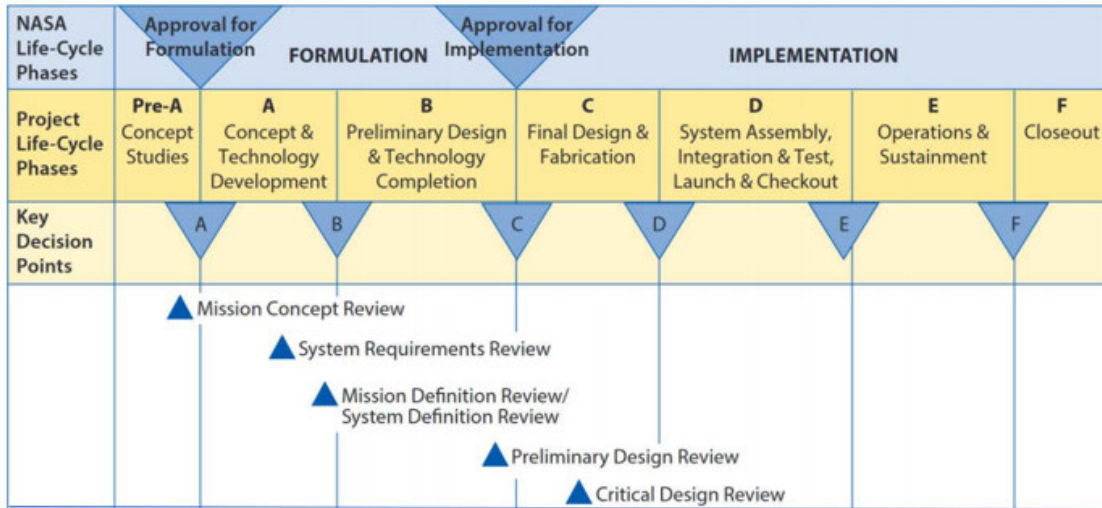 NASA
Life-Cycle
Phases
Approval for
Formulation
FORMULATION
Approval for
Implementation
IMPLEMENTATION
Project
Life-Cycle
Phases
Pre-A
Concept
Studies
A
Concept &
Technology
Development
B
Preliminary Design
& Technology
Completion
C
Final Design &
Fabrication
D
System Assembly,
Integration & Test,
Launch & Checkout
E
Operations &
Sustainment
F
Closeout
Key
Decision
Points
A
B
C
D
E
F
Mission Concept Review
System Requirements Review
Mission Definition Review/
System Definition Review
Preliminary Design Review
Critical Design Review